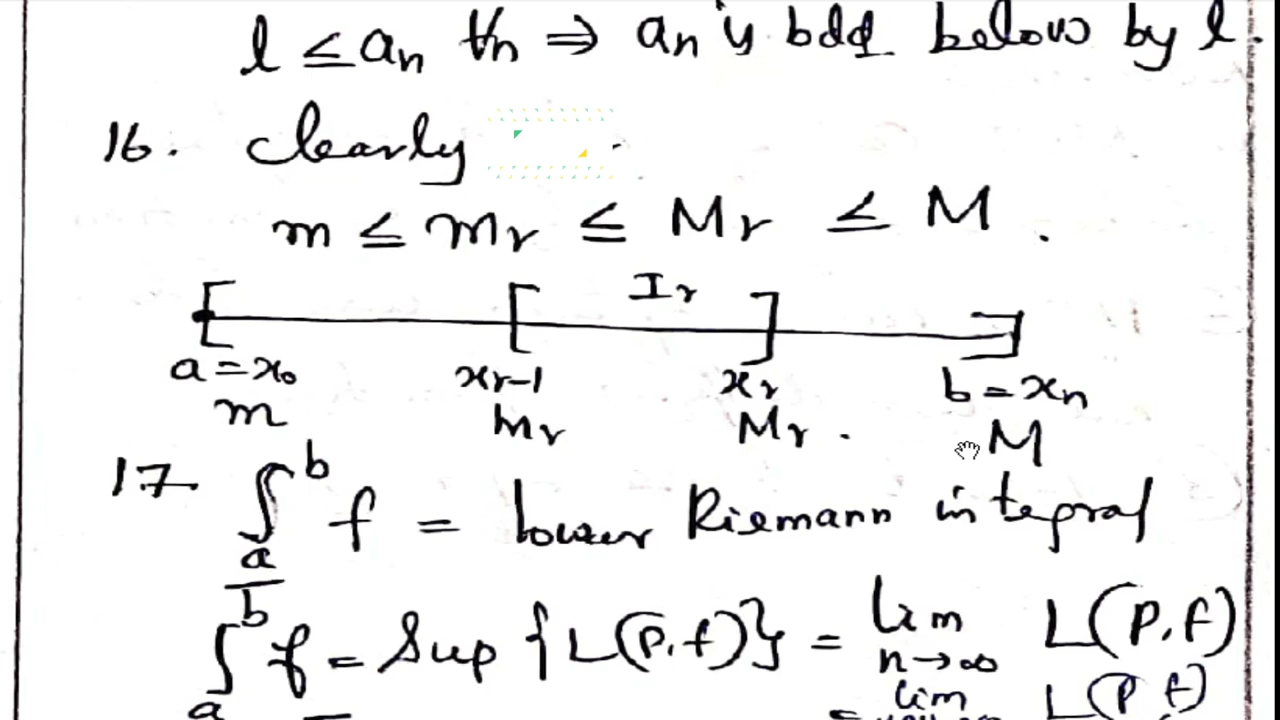 l ≤ aₙ ∀n ⇒ aₙ is bdd below by l.
16. Clearly
m ≤ mᵣ ≤ Mᵣ ≤ M.
Iᵣ
a = x₀ xᵣ₋₁ xᵣ b = xₙ
m mᵣ Mᵣ. M
17. ∫ₐᵇ f = lower Riemann integral
∫ₐᵇ f = Sup {L(P,f)} = lim n→∞ L(P,f)
= lim L(P,f)